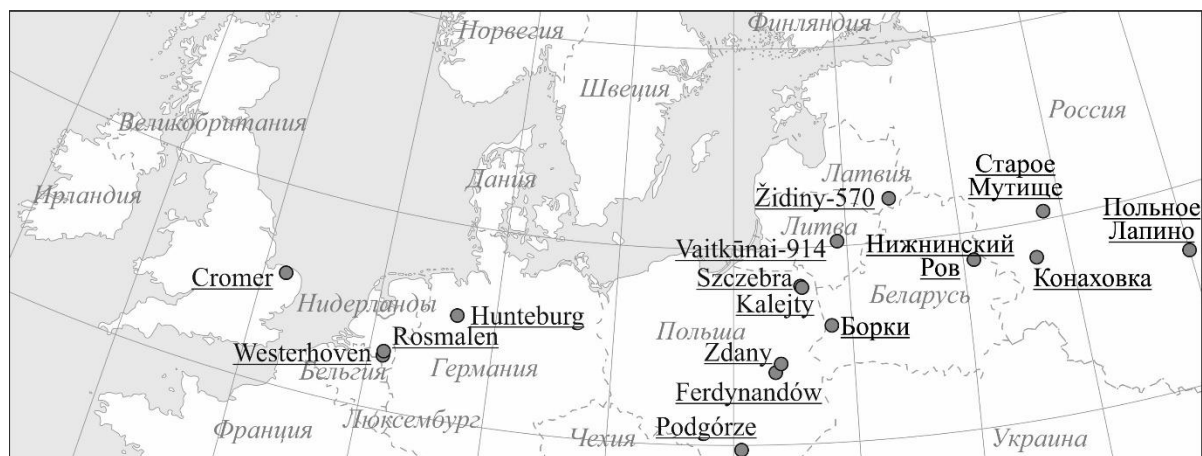 Норвегия
Финляндия
Швеция
Россия
Великобритания
Ирландия
Дания
Латвия
Старое
Мутище
Židiny-570
Польное
Лапино
Литва
Vaitkūnai-914
Нижнинский
Ров
Cromer
Szczebra
Kalejty
Конаховка
Беларусь
Нидерланды
Hunteburg
Польша
Борки
Rosmalen
Westerhoven
Бельгия
Германия
Zdany
Ferdynandów
Люксембург
Франция
Чехия
Podgórze
Украина